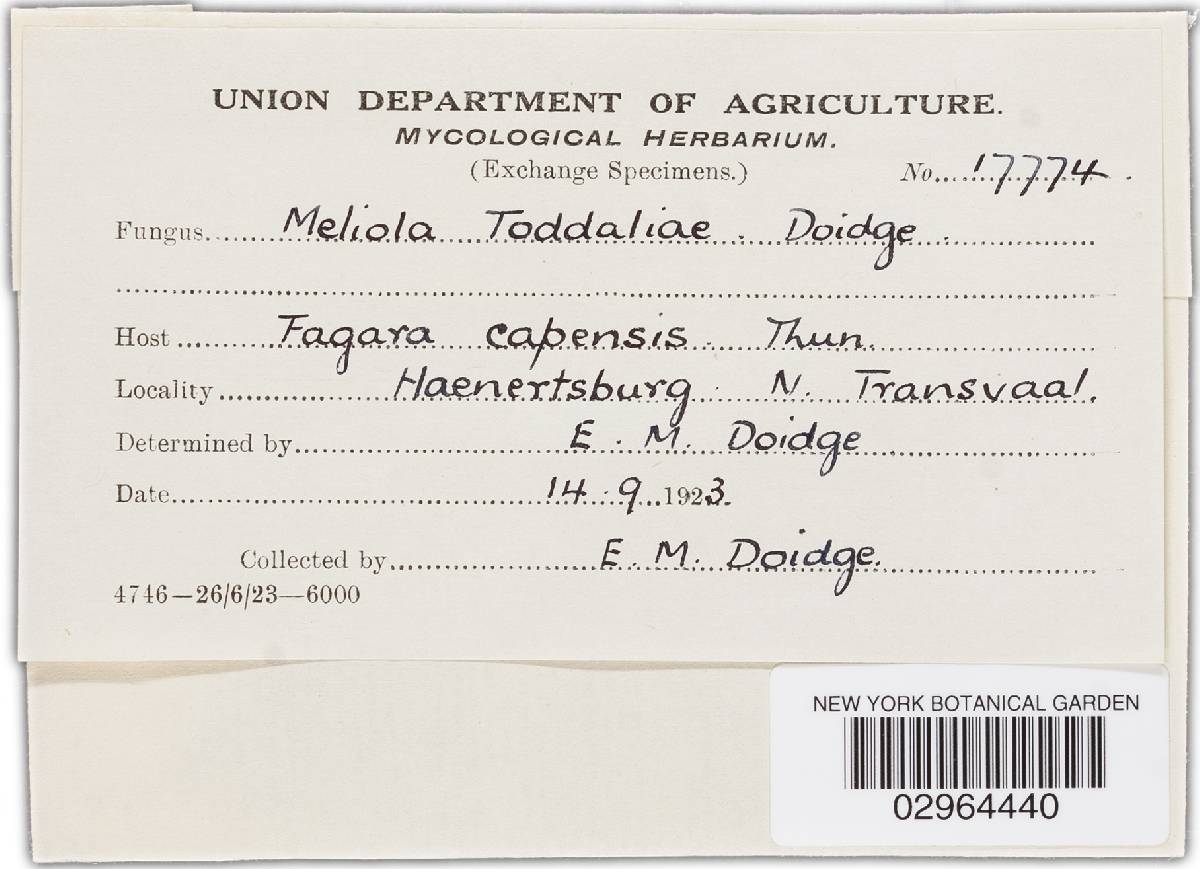 UNION DEPARTMENT OF AGRICULTURE.
MYCOLOGICAL HERBARIUM.
(Exchange Specimens.)
No. 17774.
Fungus Meliola Toddaliae. Doidge.
Host Fagara capensis. Thun.
Locality Haenertsburg. N. Transvaal.
Determined by E. M. Doidge
Date 14.9.1923.
Collected by E. M. Doidge.
4746—26/6/23—6000
NEW YORK BOTANICAL GARDEN
02964440